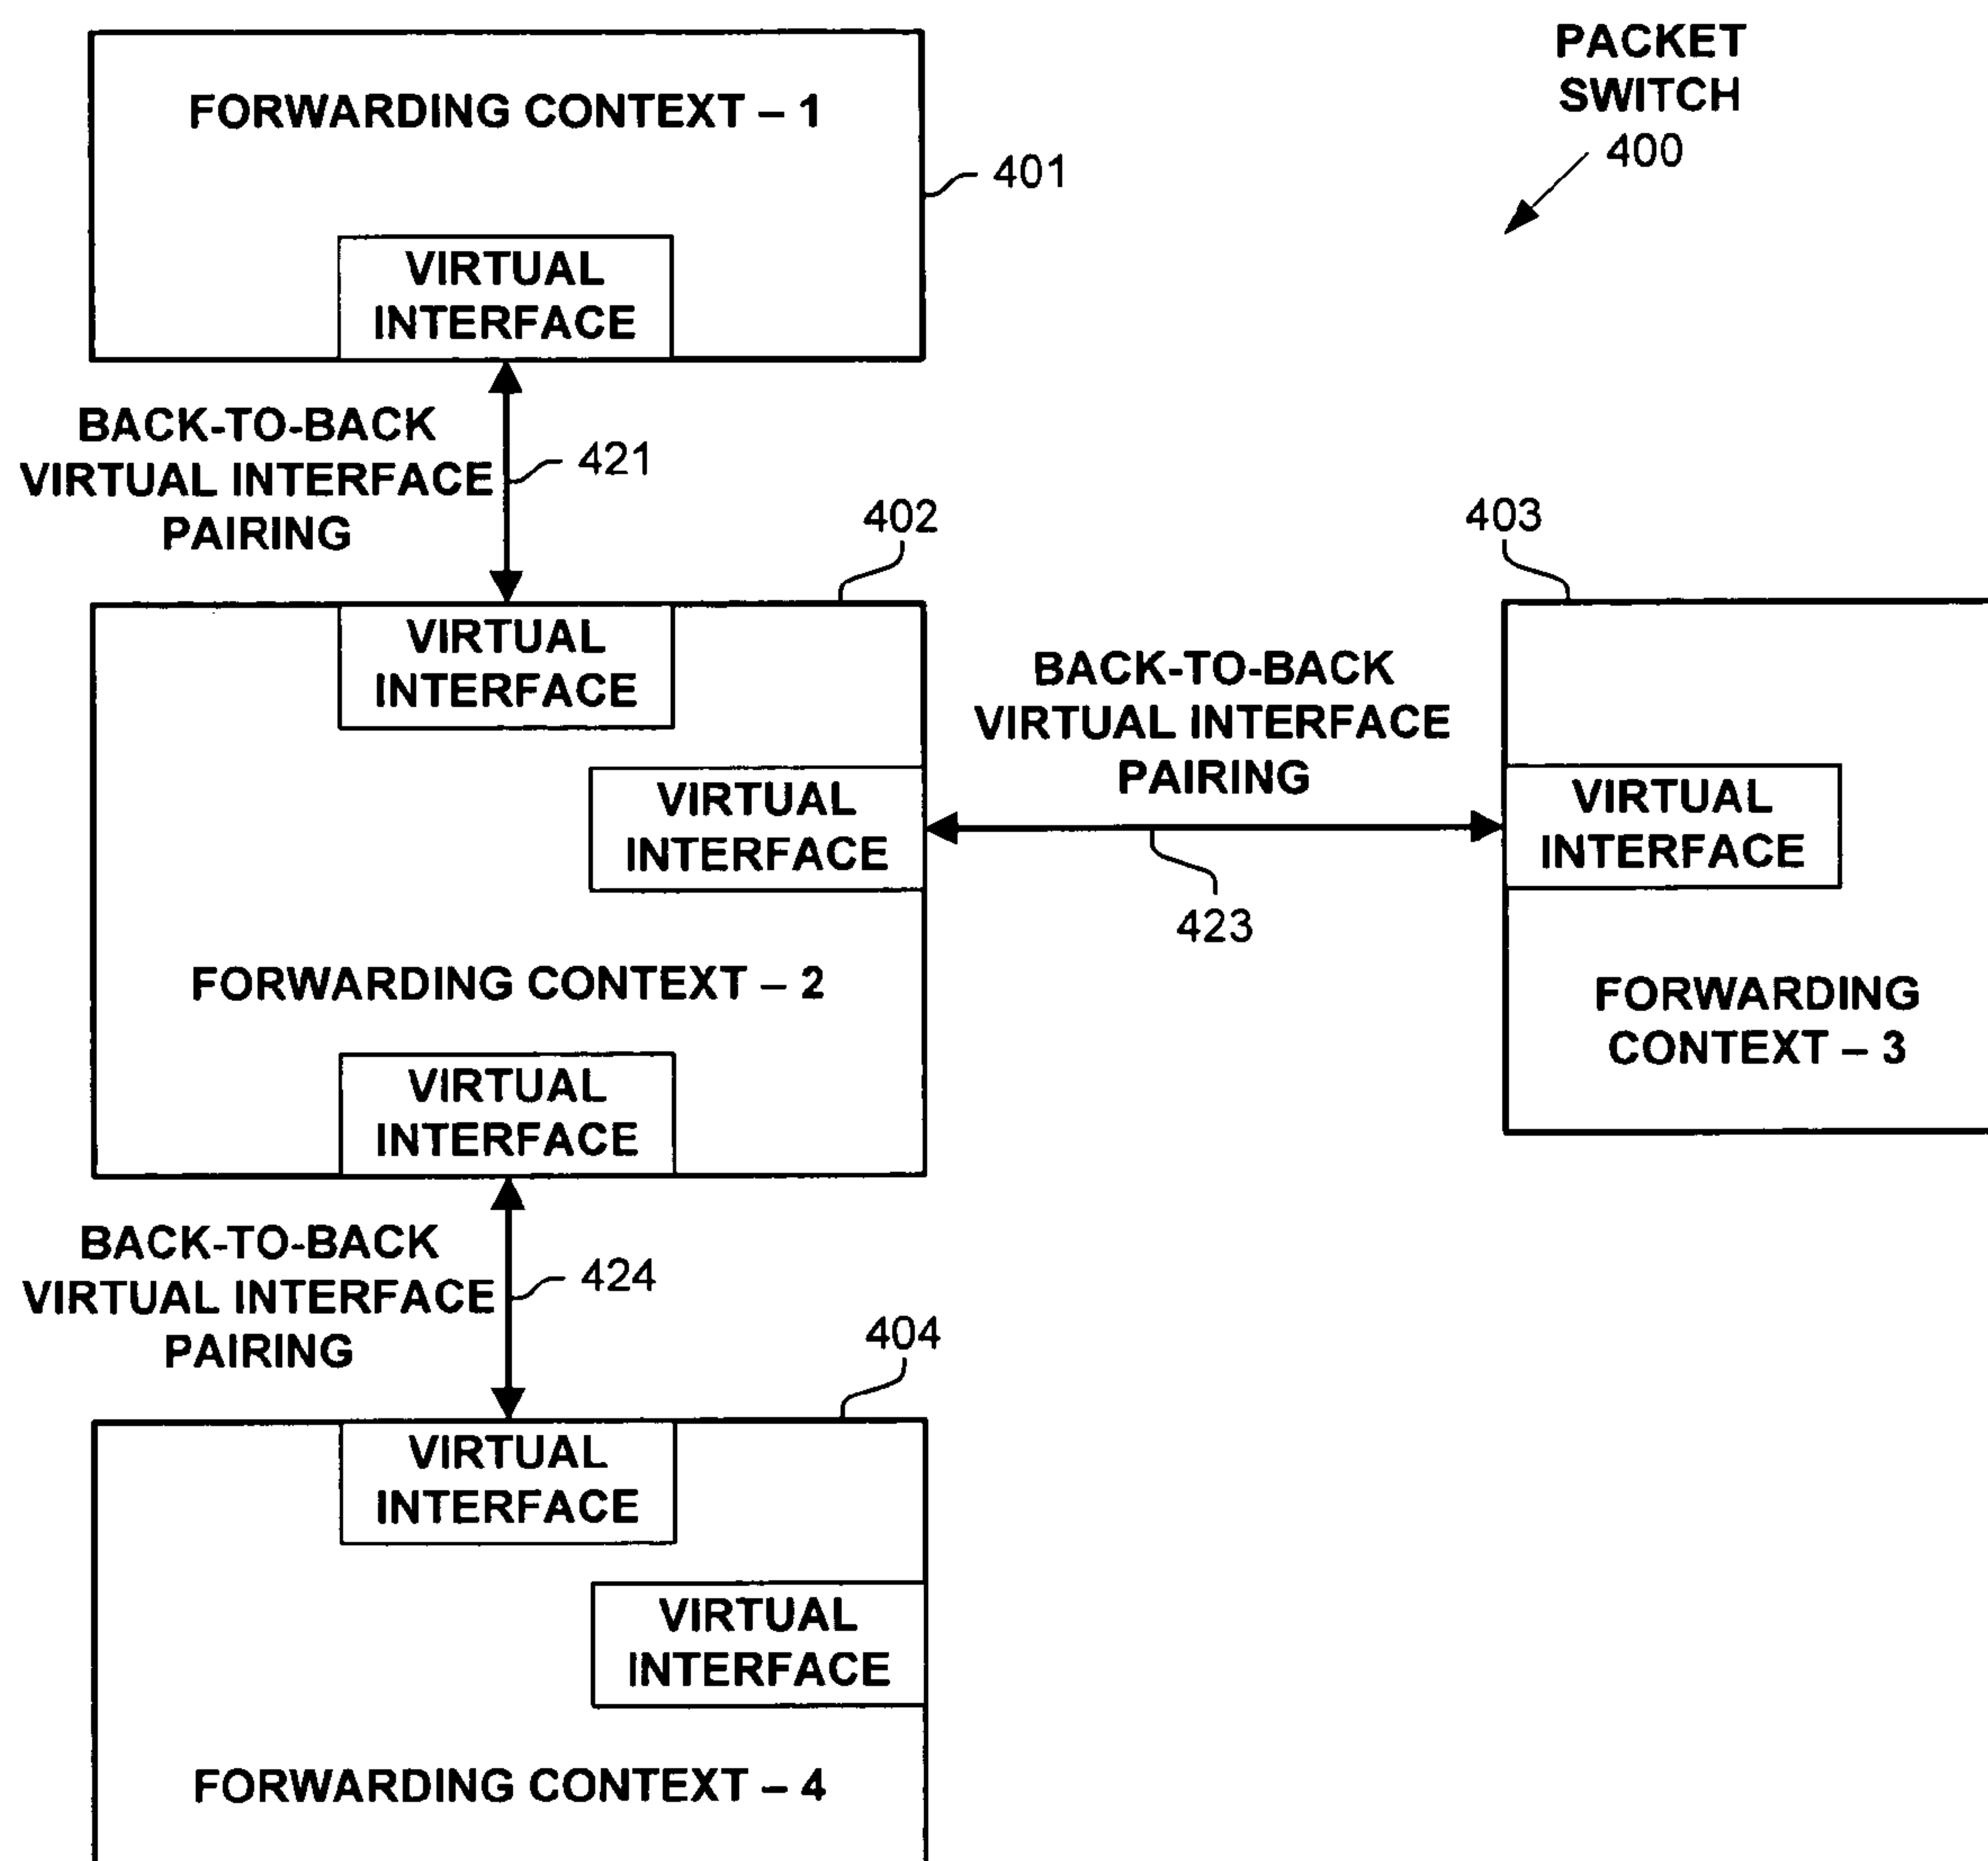 PACKET
SWITCH
400
FORWARDING CONTEXT – 1
401
VIRTUAL
INTERFACE
BACK-TO-BACK
VIRTUAL INTERFACE
PAIRING
421
402
403
VIRTUAL
INTERFACE
BACK-TO-BACK
VIRTUAL INTERFACE
PAIRING
VIRTUAL
INTERFACE
VIRTUAL
INTERFACE
423
FORWARDING CONTEXT – 2
FORWARDING
CONTEXT – 3
VIRTUAL
INTERFACE
BACK-TO-BACK
VIRTUAL INTERFACE
PAIRING
424
404
VIRTUAL
INTERFACE
VIRTUAL
INTERFACE
FORWARDING CONTEXT – 4